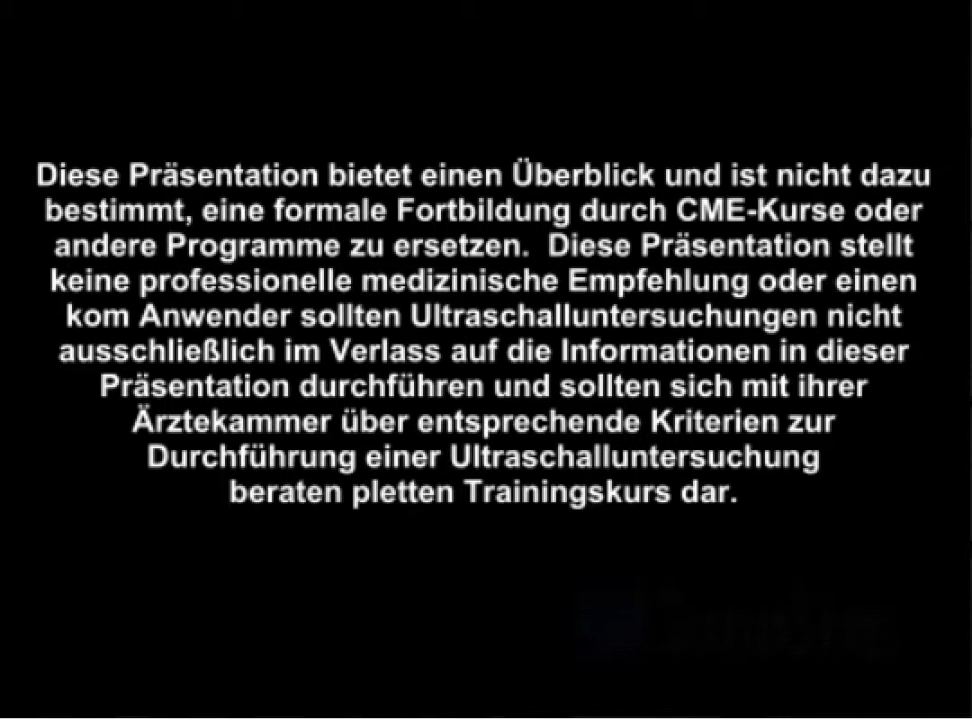 Diese Präsentation bietet einen Überblick und ist nicht dazu
bestimmt, eine formale Fortbildung durch CME-Kurse oder
andere Programme zu ersetzen. Diese Präsentation stellt
keine professionelle medizinische Empfehlung oder einen
kom Anwender sollten Ultraschalluntersuchungen nicht
ausschließlich im Verlass auf die Informationen in dieser
Präsentation durchführen und sollten sich mit ihrer
Ärztekammer über entsprechende Kriterien zur
Durchführung einer Ultraschalluntersuchung
beraten pletten Trainingskurs dar.